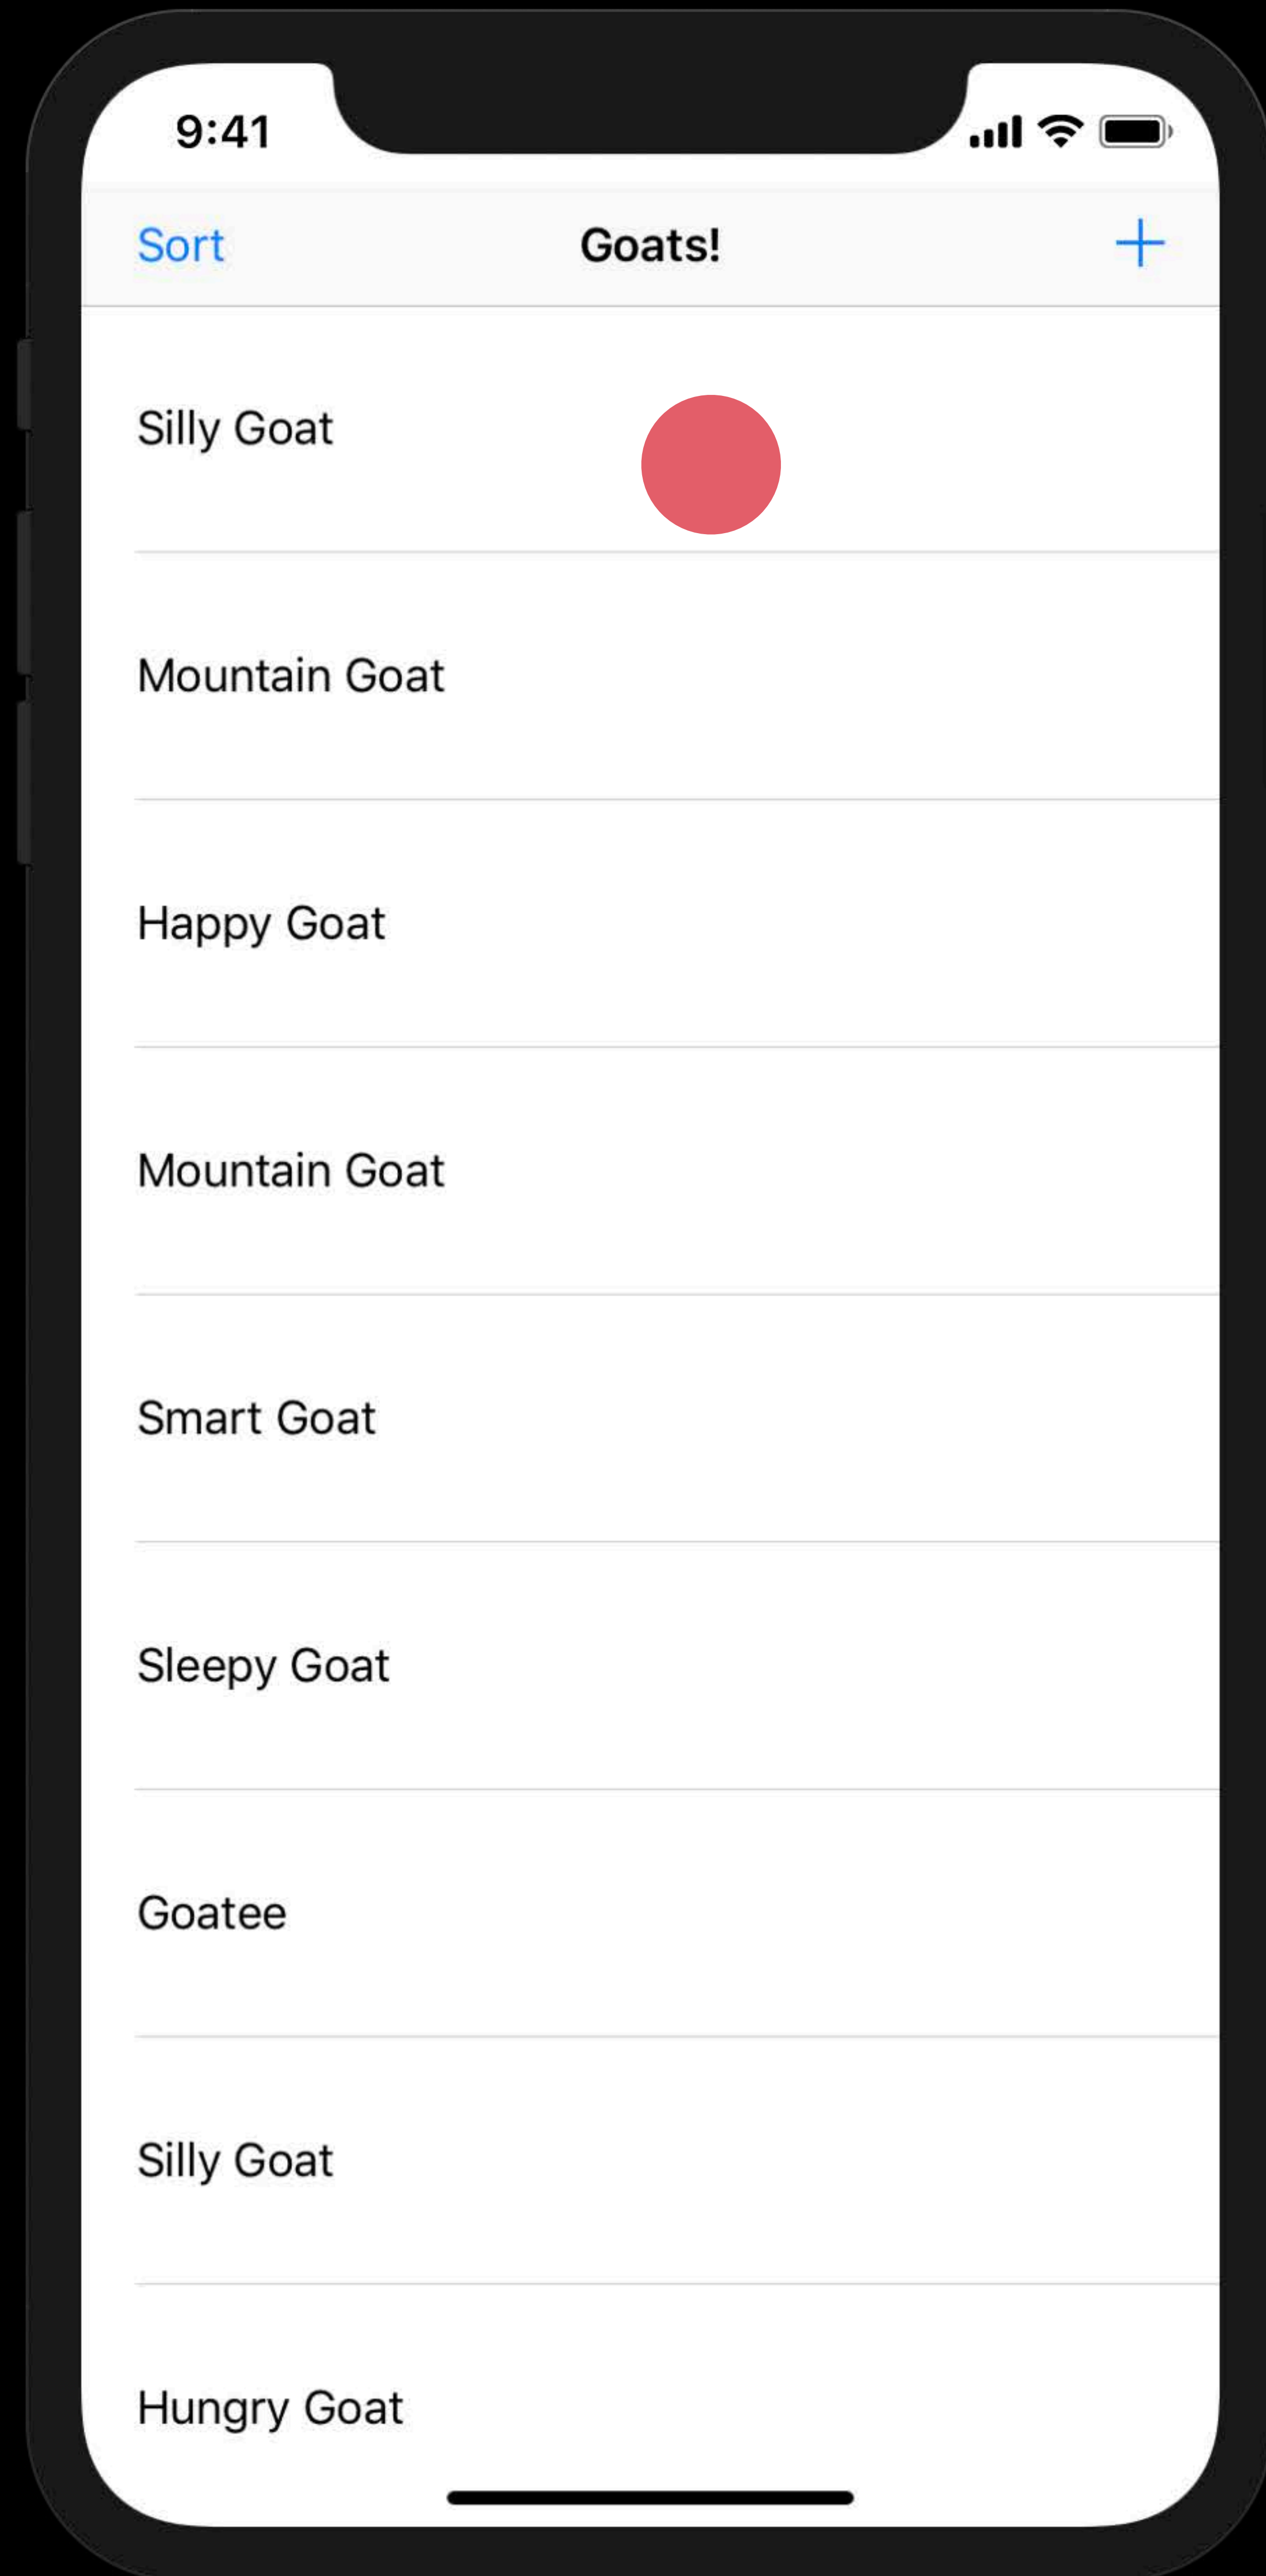 9:41
Sort Goats! +
Silly Goat
Mountain Goat
Happy Goat
Mountain Goat
Smart Goat
Sleepy Goat
Goatee
Silly Goat
Hungry Goat